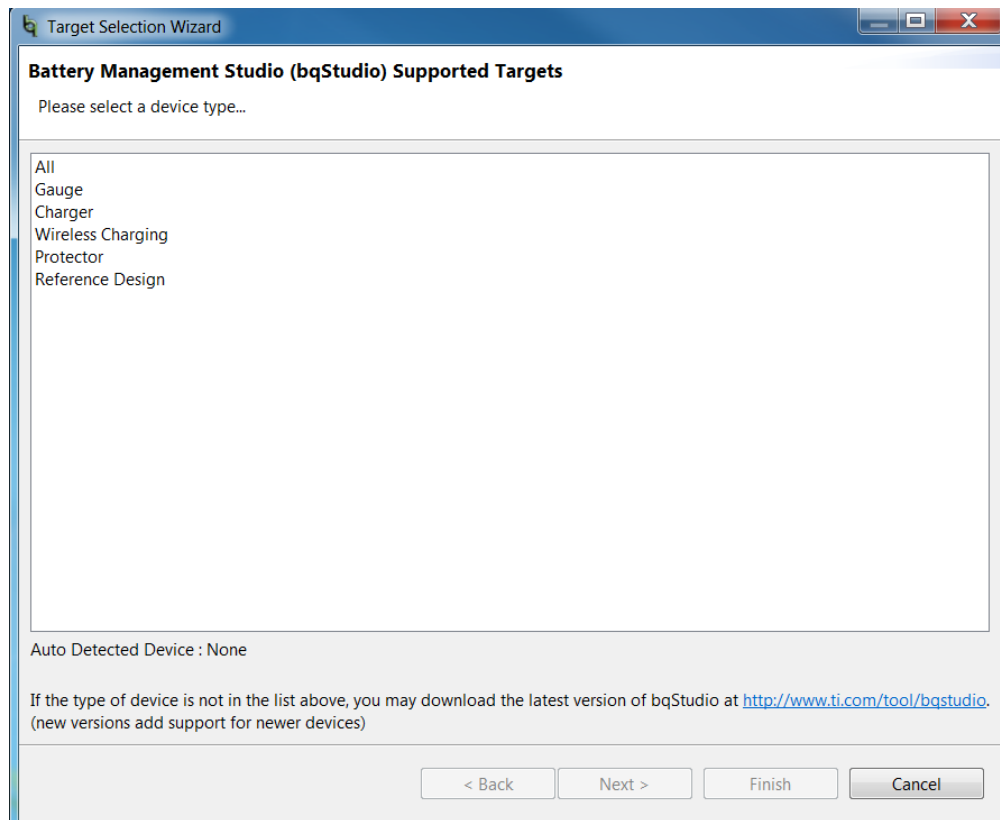 Target Selection Wizard
Battery Management Studio (bqStudio) Supported Targets
Please select a device type...
All
Gauge
Charger
Wireless Charging
Protector
Reference Design
Auto Detected Device : None
If the type of device is not in the list above, you may download the latest version of bqStudio at http://www.ti.com/tool/bqstudio.
(new versions add support for newer devices)
< Back Next > Finish Cancel